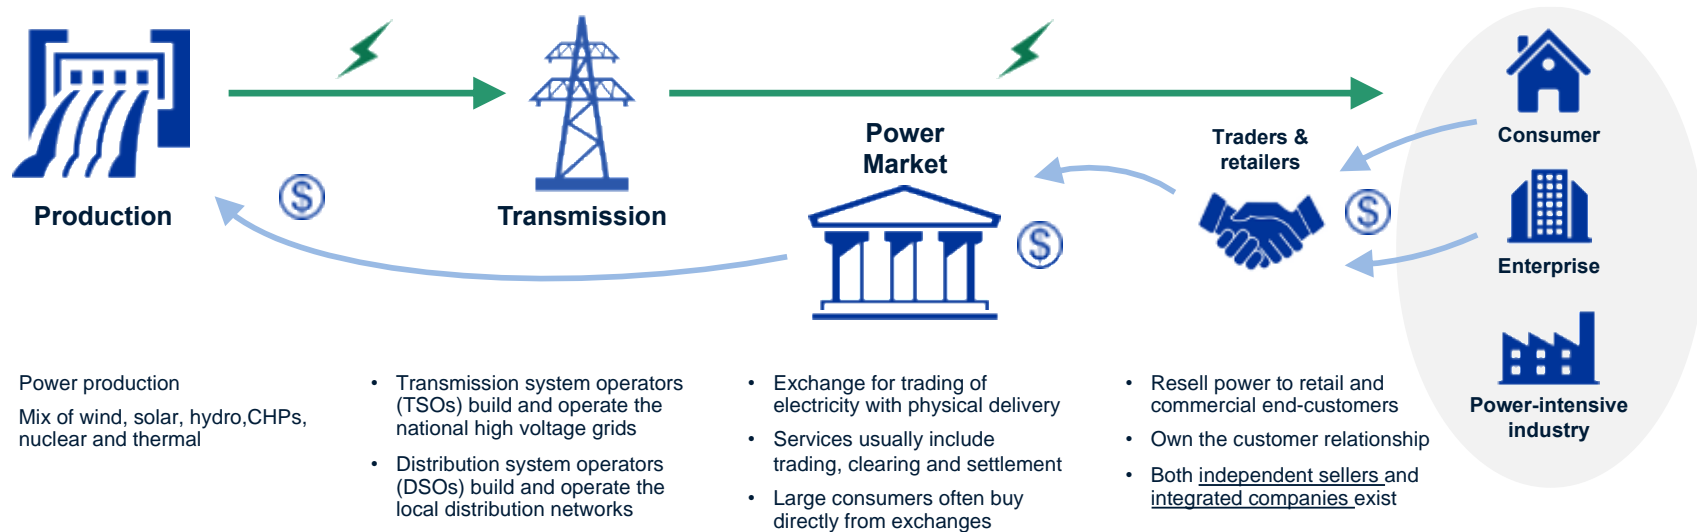 Production
Transmission
Power
Market
Traders &
retailers
Consumer
Enterprise
Power-intensive
industry
$
$
$
Power production
Mix of wind, solar, hydro,CHPs,
nuclear and thermal
• Transmission system operators
(TSOs) build and operate the
national high voltage grids
• Distribution system operators
(DSOs) build and operate the
local distribution networks
• Exchange for trading of
electricity with physical delivery
• Services usually include
trading, clearing and settlement
• Large consumers often buy
directly from exchanges
• Resell power to retail and
commercial end-customers
• Own the customer relationship
• Both independent sellers and
integrated companies exist